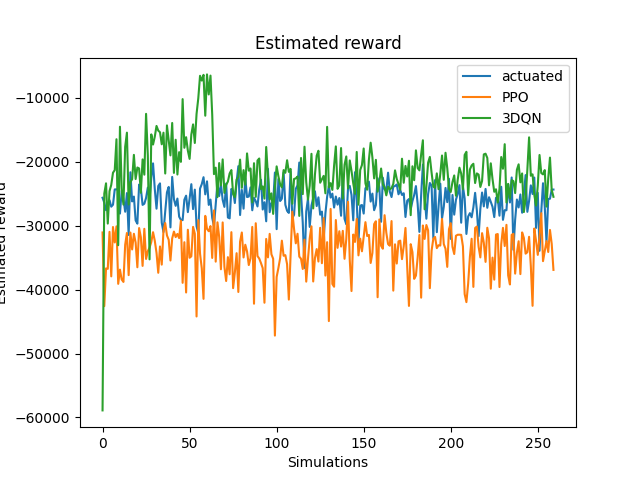 Estimated reward
actuated
PPO
3DQN
−10000
−20000
−30000
−40000
−50000
−60000
Estimated reward
0
50
100
150
200
250
Simulations